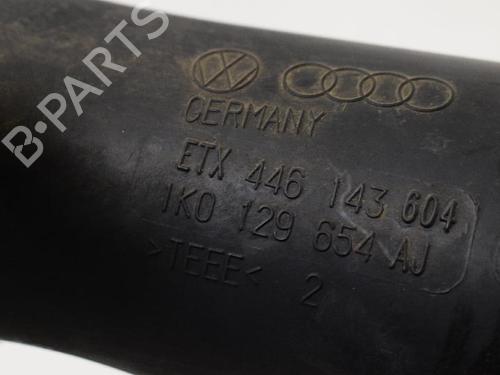 B-PARTS
GERMANY
ETX 446 143 604
1K0 129 654 AJ
>TEEE< 2